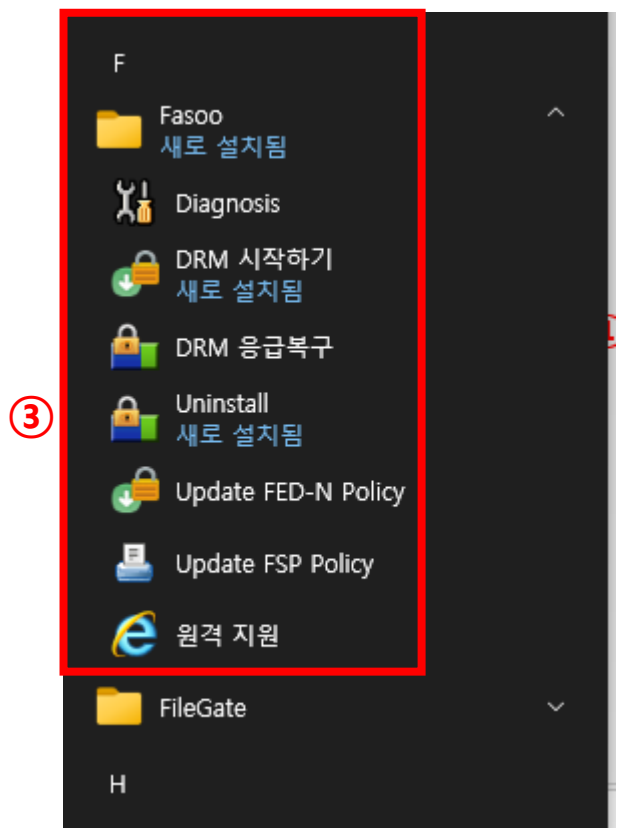 F
Fasoo
새로 설치됨
Diagnosis
DRM 시작하기
새로 설치됨
DRM 응급복구
③
Uninstall
새로 설치됨
Update FED-N Policy
Update FSP Policy
원격 지원
FileGate
H